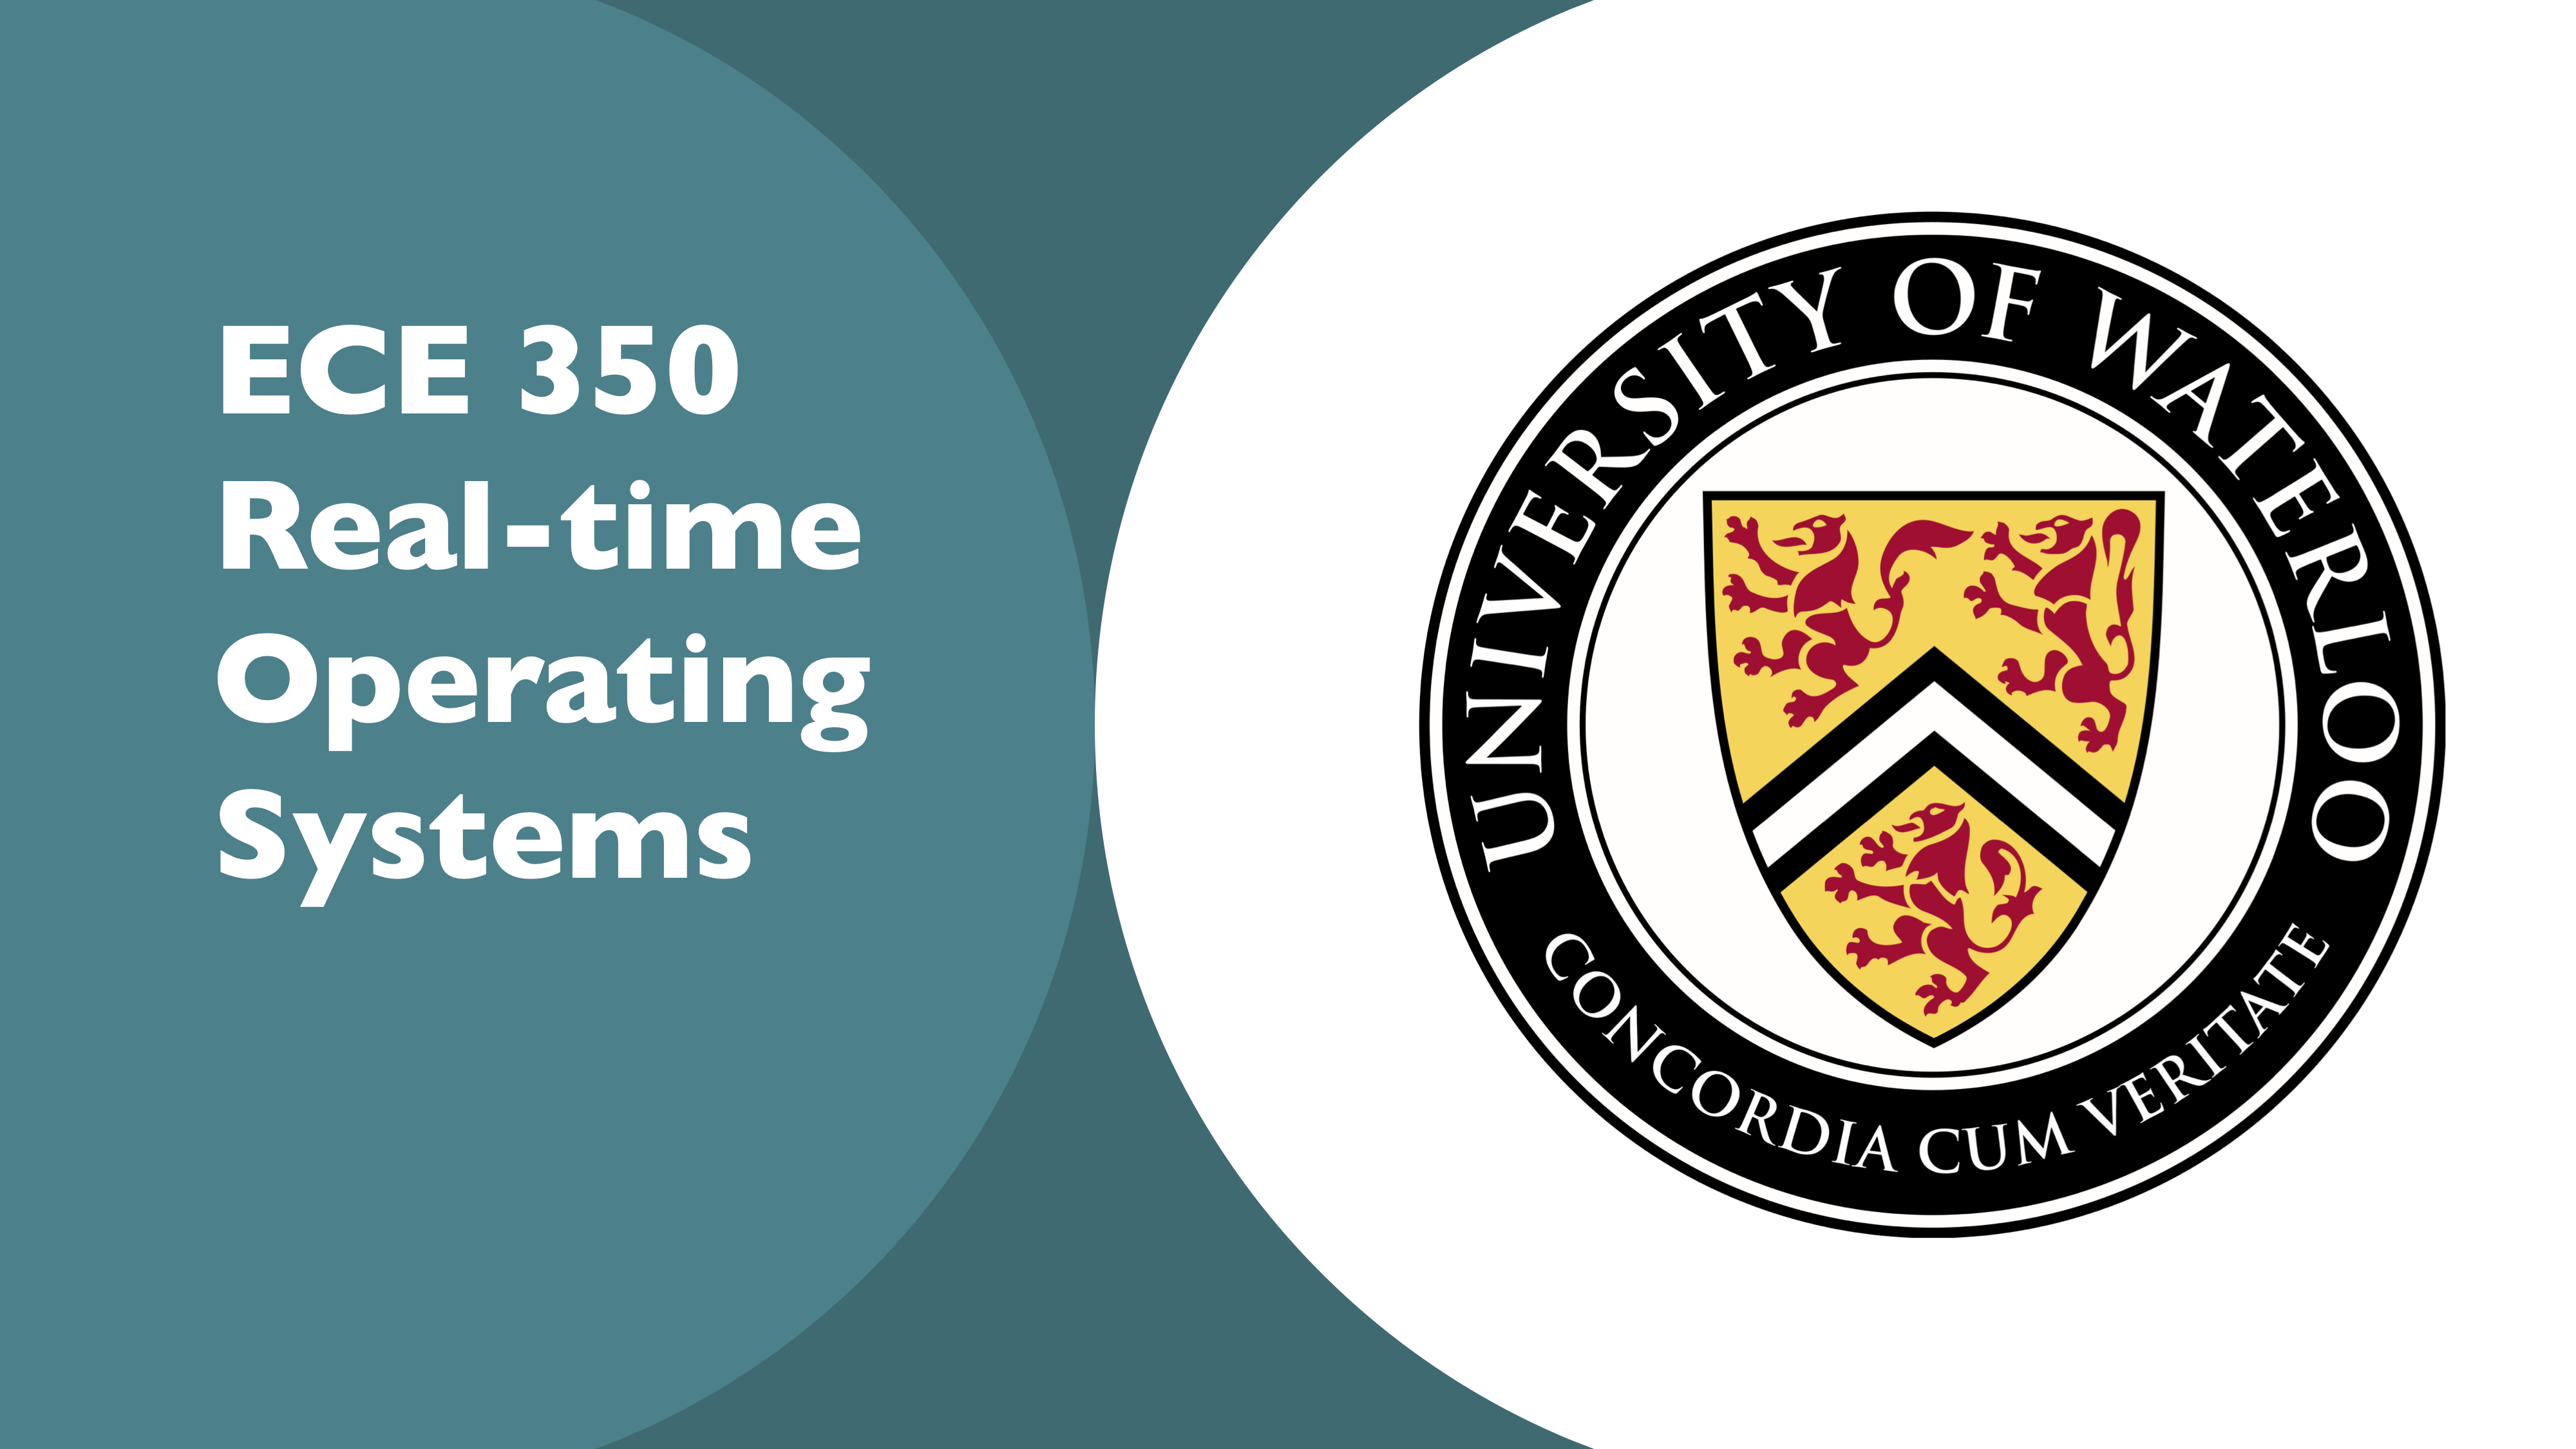 ECE 350
Real-time
Operating
Systems
UNIVERSITY OF WATERLOO
CONCORDIA CUM VERITATE